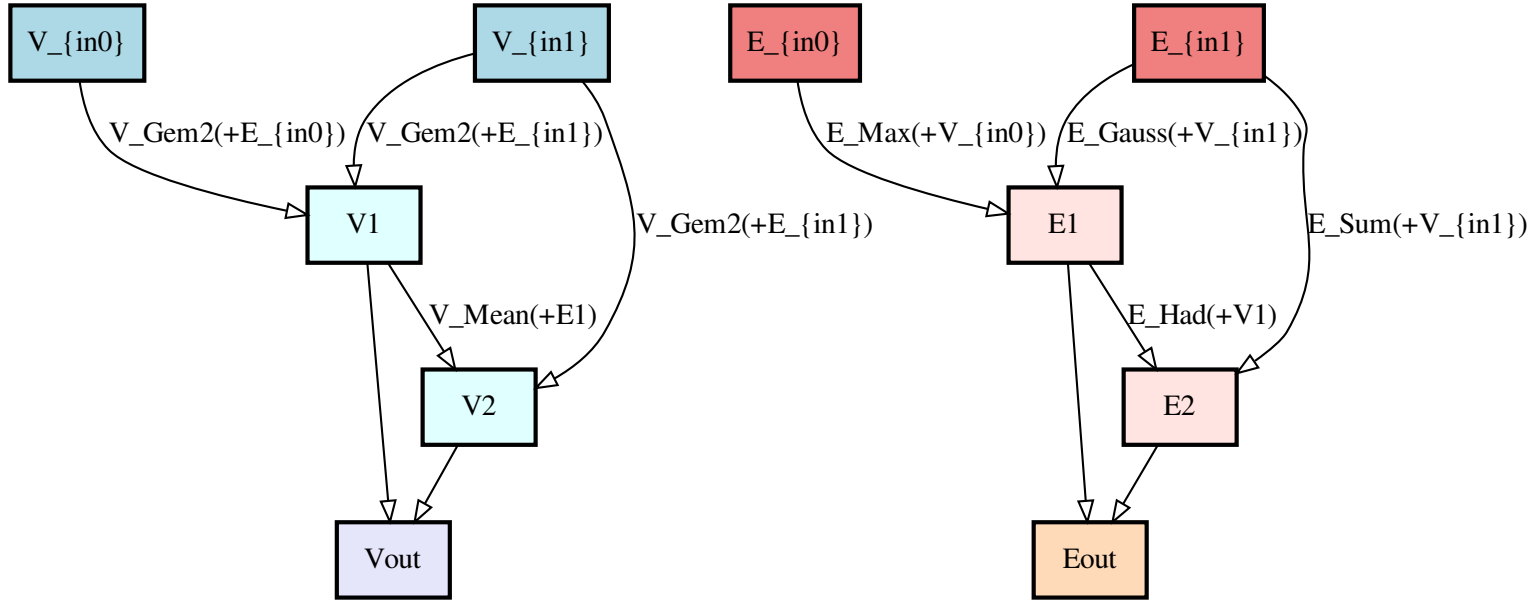 V_{in0}
V_{in1}
E_{in0}
E_{in1}
V_Gem2(+E_{in0})
V_Gem2(+E_{in1})
E_Max(+V_{in0})
E_Gauss(+V_{in1})
V1
V_Gem2(+E_{in1})
E1
E_Sum(+V_{in1})
V_Mean(+E1)
E_Had(+V1)
V2
E2
Vout
Eout